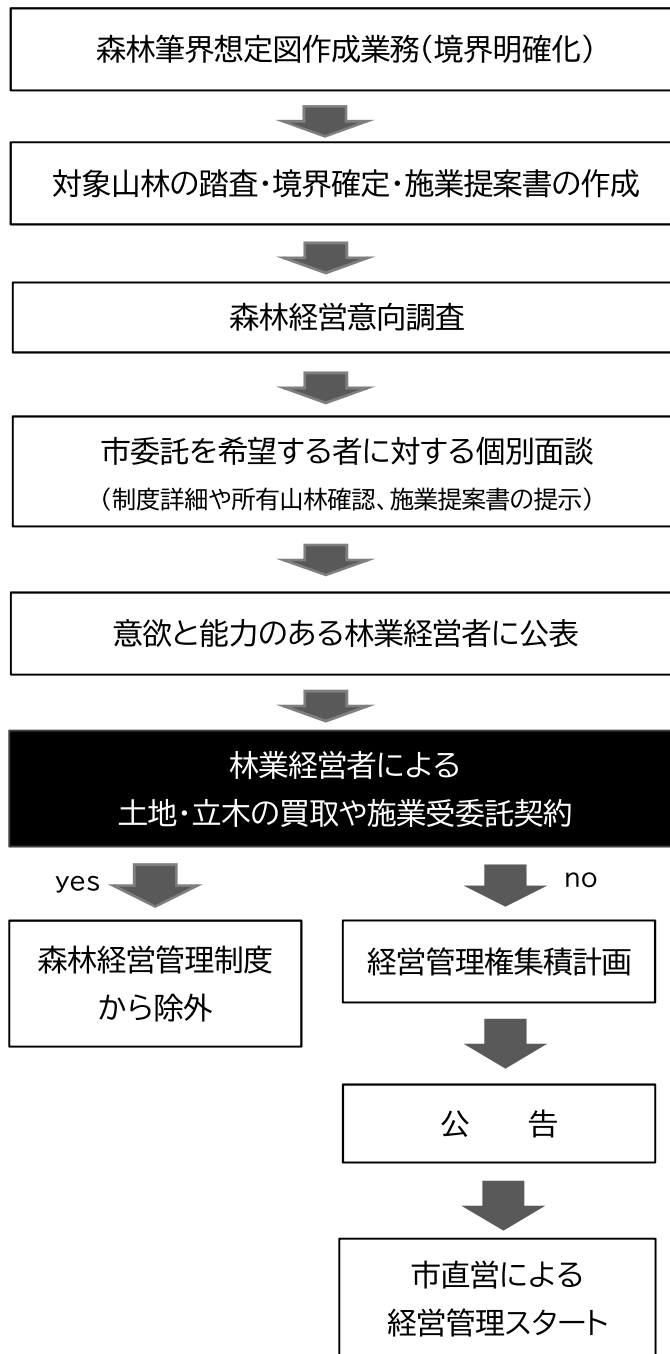 森林筆界想定図作成業務(境界明確化)
対象山林の踏査・境界確定・施業提案書の作成
森林経営意向調査
市委託を希望する者に対する個別面談
(制度詳細や所有山林確認、施業提案書の提示)
意欲と能力のある林業経営者に公表
林業経営者による
土地・立木の買取や施業受委託契約
yes
no
森林経営管理制度
から除外
経営管理権集積計画
公　　告
市直営による
経営管理スタート